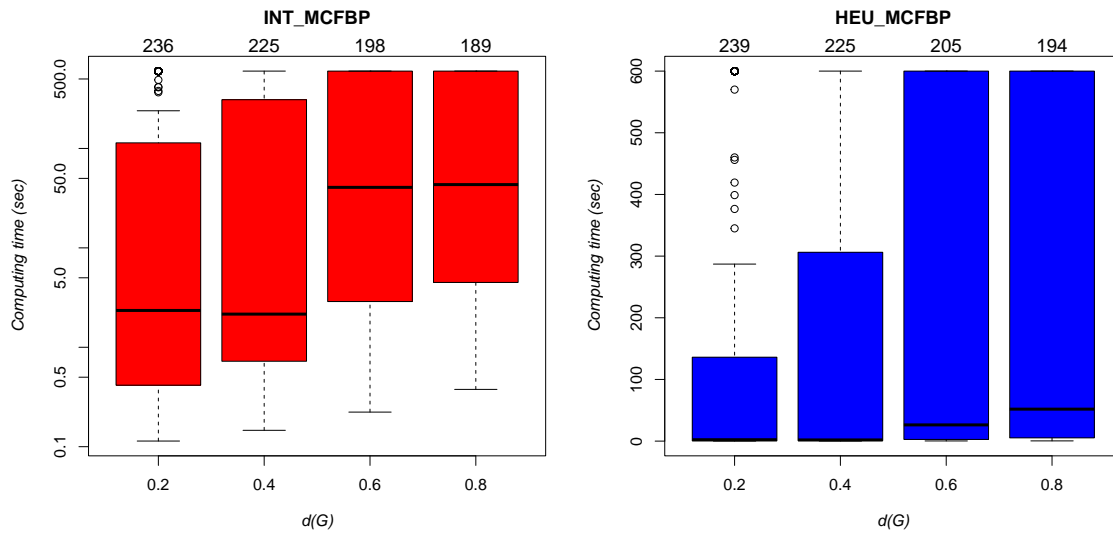 INT_MCFBP
236 225 198 189
Computing time (sec)
500.0
50.0
5.0
0.5
0.1
0.2 0.4 0.6 0.8
d(G)
HEU_MCFBP
239 225 205 194
Computing time (sec)
600
500
400
300
200
100
0
0.2 0.4 0.6 0.8
d(G)